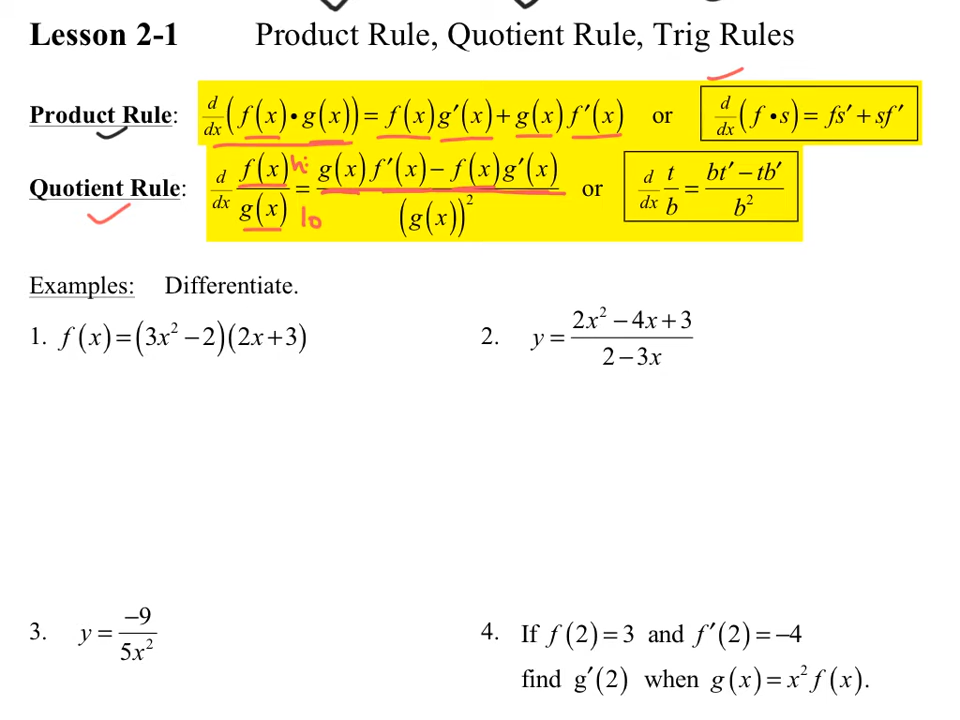 Lesson 2-1 Product Rule, Quotient Rule, Trig Rules
Product Rule: d/dx (f(x)•g(x)) = f(x)g′(x)+g(x)f′(x) or d/dx (f•s) = fs′+sf′
Quotient Rule: d/dx f(x)/g(x) hi lo = (g(x)f′(x)−f(x)g′(x))/(g(x))² or d/dx t/b = (bt′−tb′)/b²
Examples: Differentiate.
1. f(x)=(3x²−2)(2x+3) 2. y = (2x²−4x+3)/(2−3x)
3. y = −9/5x² 4. If f(2)=3 and f′(2)=−4
find g′(2) when g(x)=x²f(x).